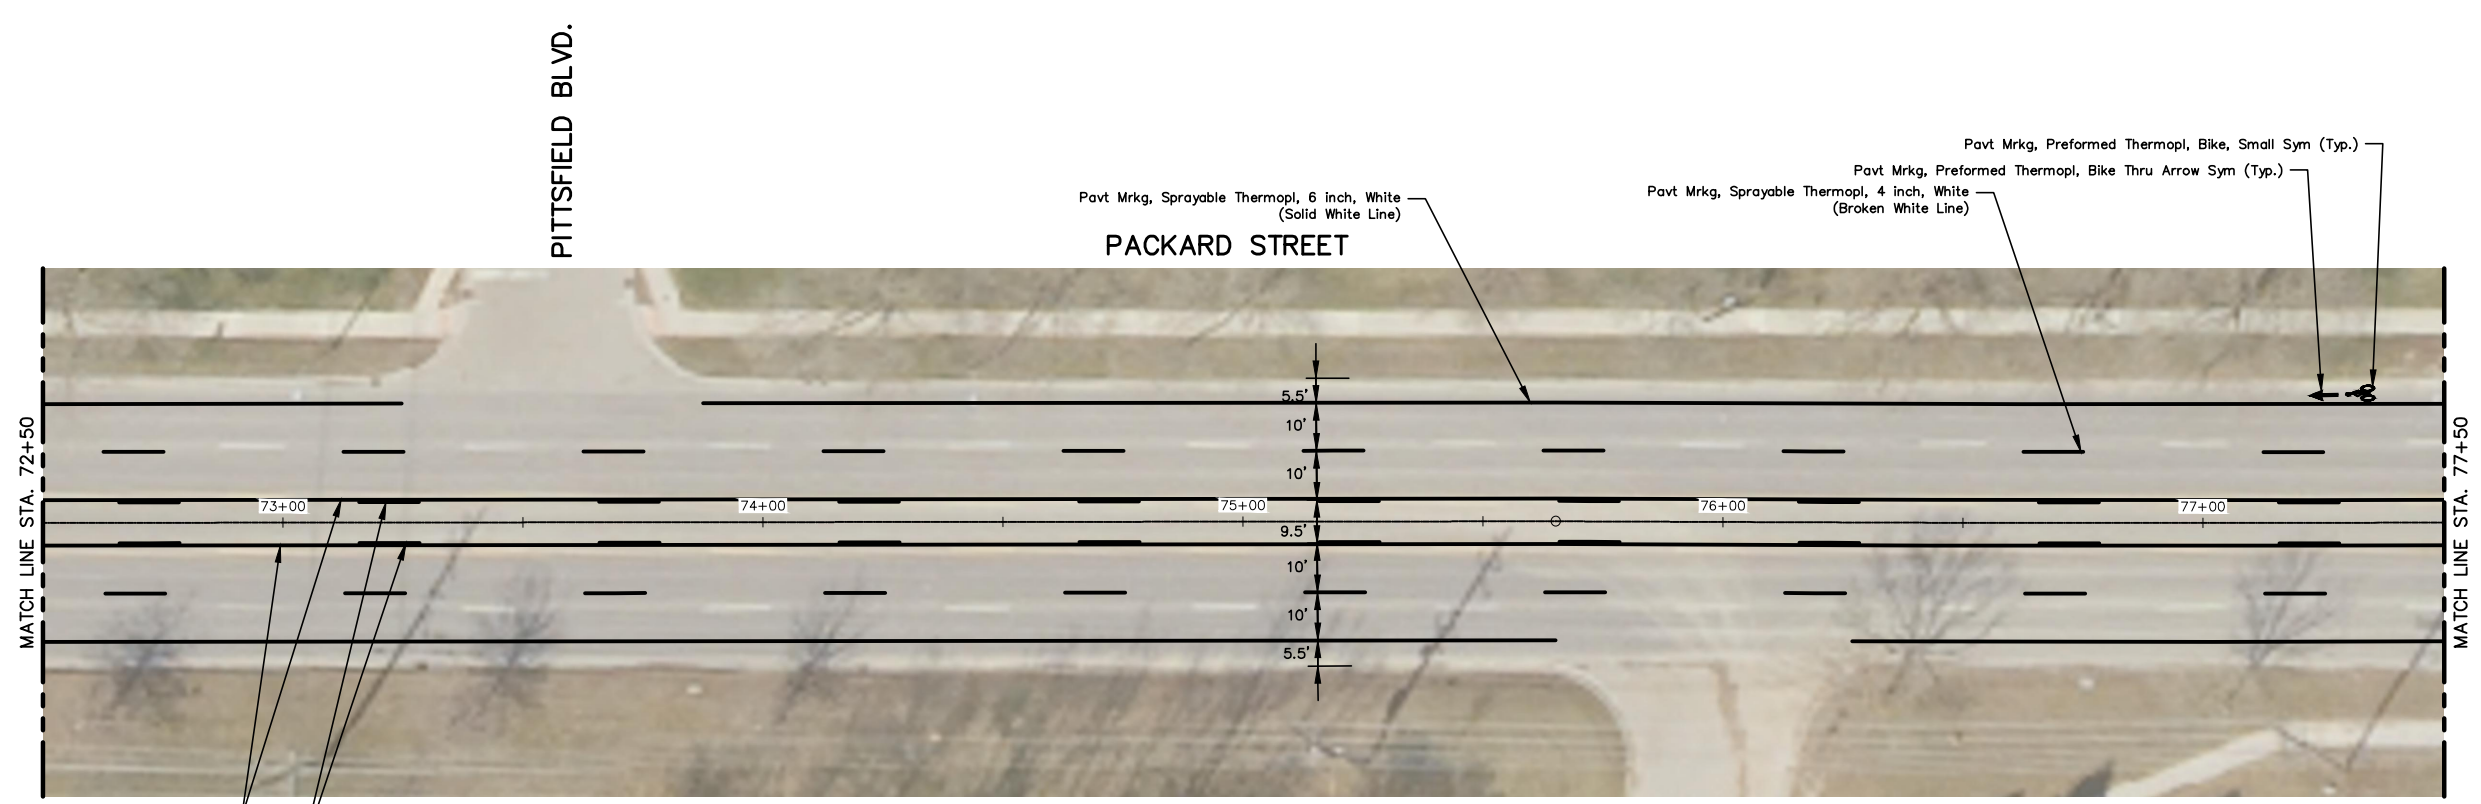 PITTSFIELD BLVD.
Pavt Mrkg, Preformed Thermopl, Bike, Small Sym (Typ.)
Pavt Mrkg, Preformed Thermopl, Bike Thru Arrow Sym (Typ.)
Pavt Mrkg, Sprayable Thermopl, 6 inch, White
(Solid White Line)
Pavt Mrkg, Sprayable Thermopl, 4 inch, White
(Broken White Line)
PACKARD STREET
MATCH LINE STA. 72+50
5.5'
10'
10'
73+00
74+00
75+00
76+00
77+00
9.5'
10'
10'
5.5'
MATCH LINE STA. 77+50